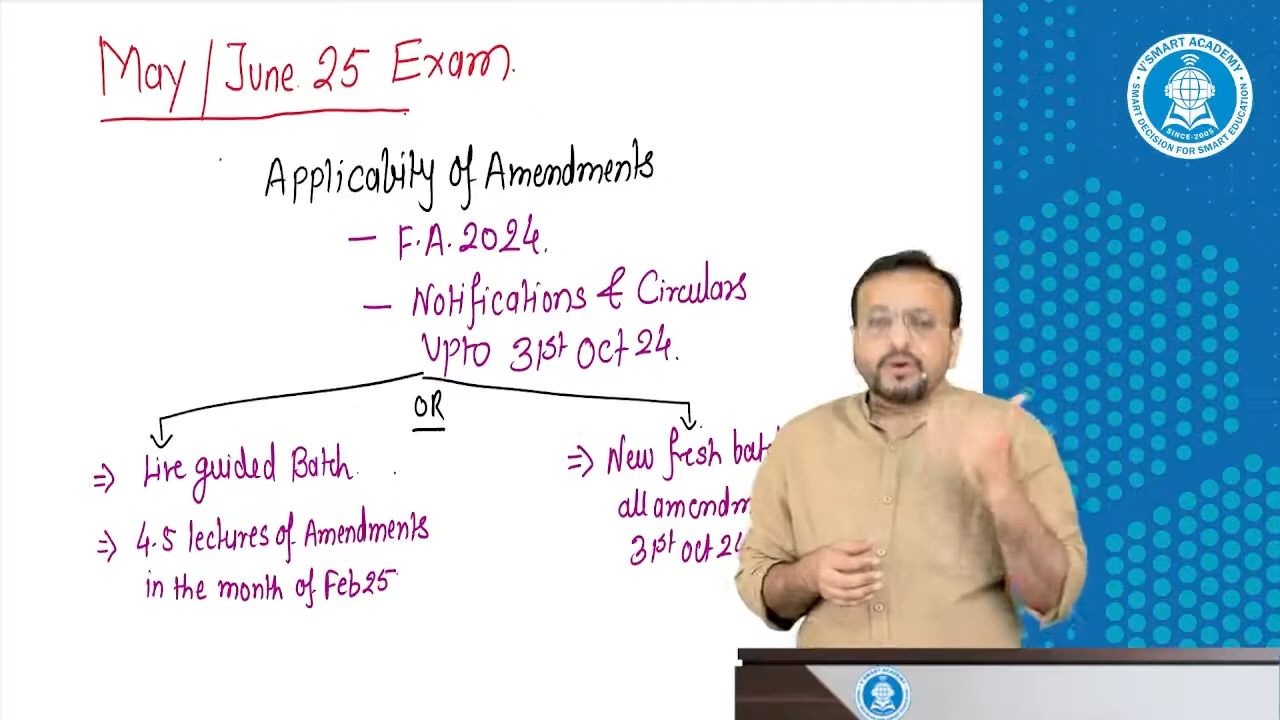 May/June 25 Exam.
Applicability of Amendments
— F.A. 2024.
— Notifications & Circulars
Upto 31st Oct 24.
OR
⇒ Live guided Batch.
⇒ 4.5 lectures of Amendments
in the month of Feb 25
⇒ New fresh bat
all amendm
31st Oct 24
V'SMART ACADEMY
SMART DECISION FOR SMART EDUCATION
SINCE-2005